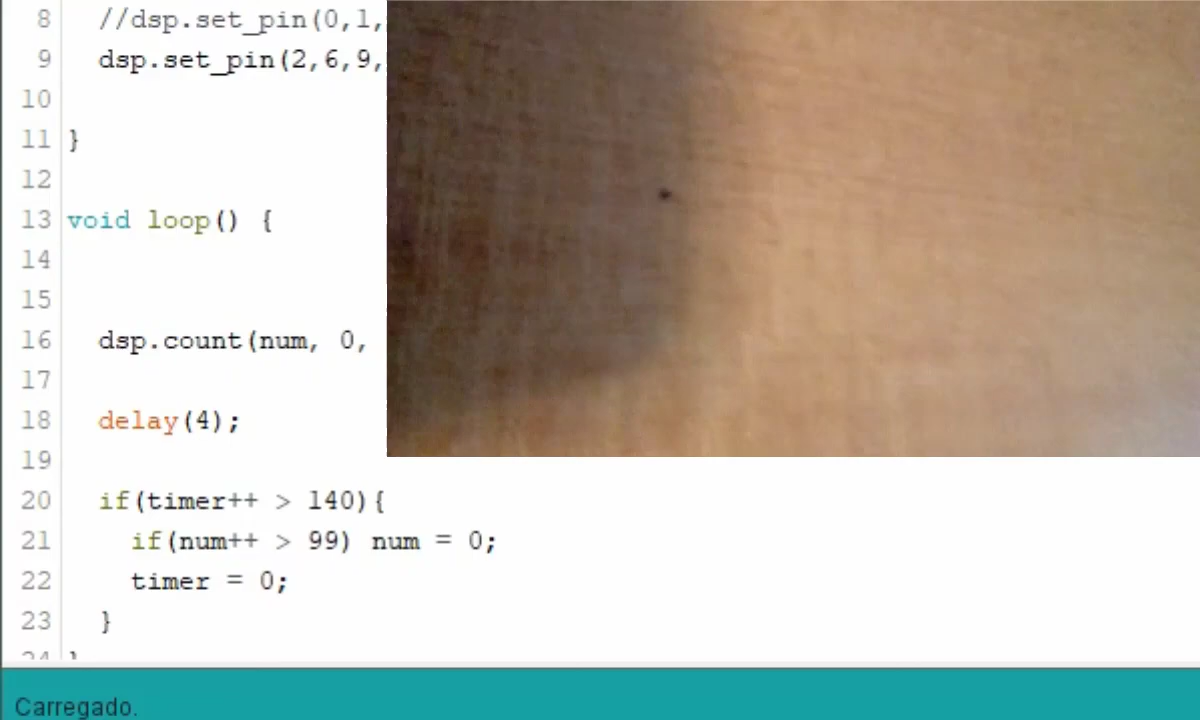 8 //dsp.set_pin(0,1,
9 dsp.set_pin(2,6,9,
10
11 }
12
13 void loop() {
14
15
16 dsp.count(num, 0,
17
18 delay(4);
19
20 if(timer++ > 140){
21 if(num++ > 99) num = 0;
22 timer = 0;
23 }
24 }
Carregado.